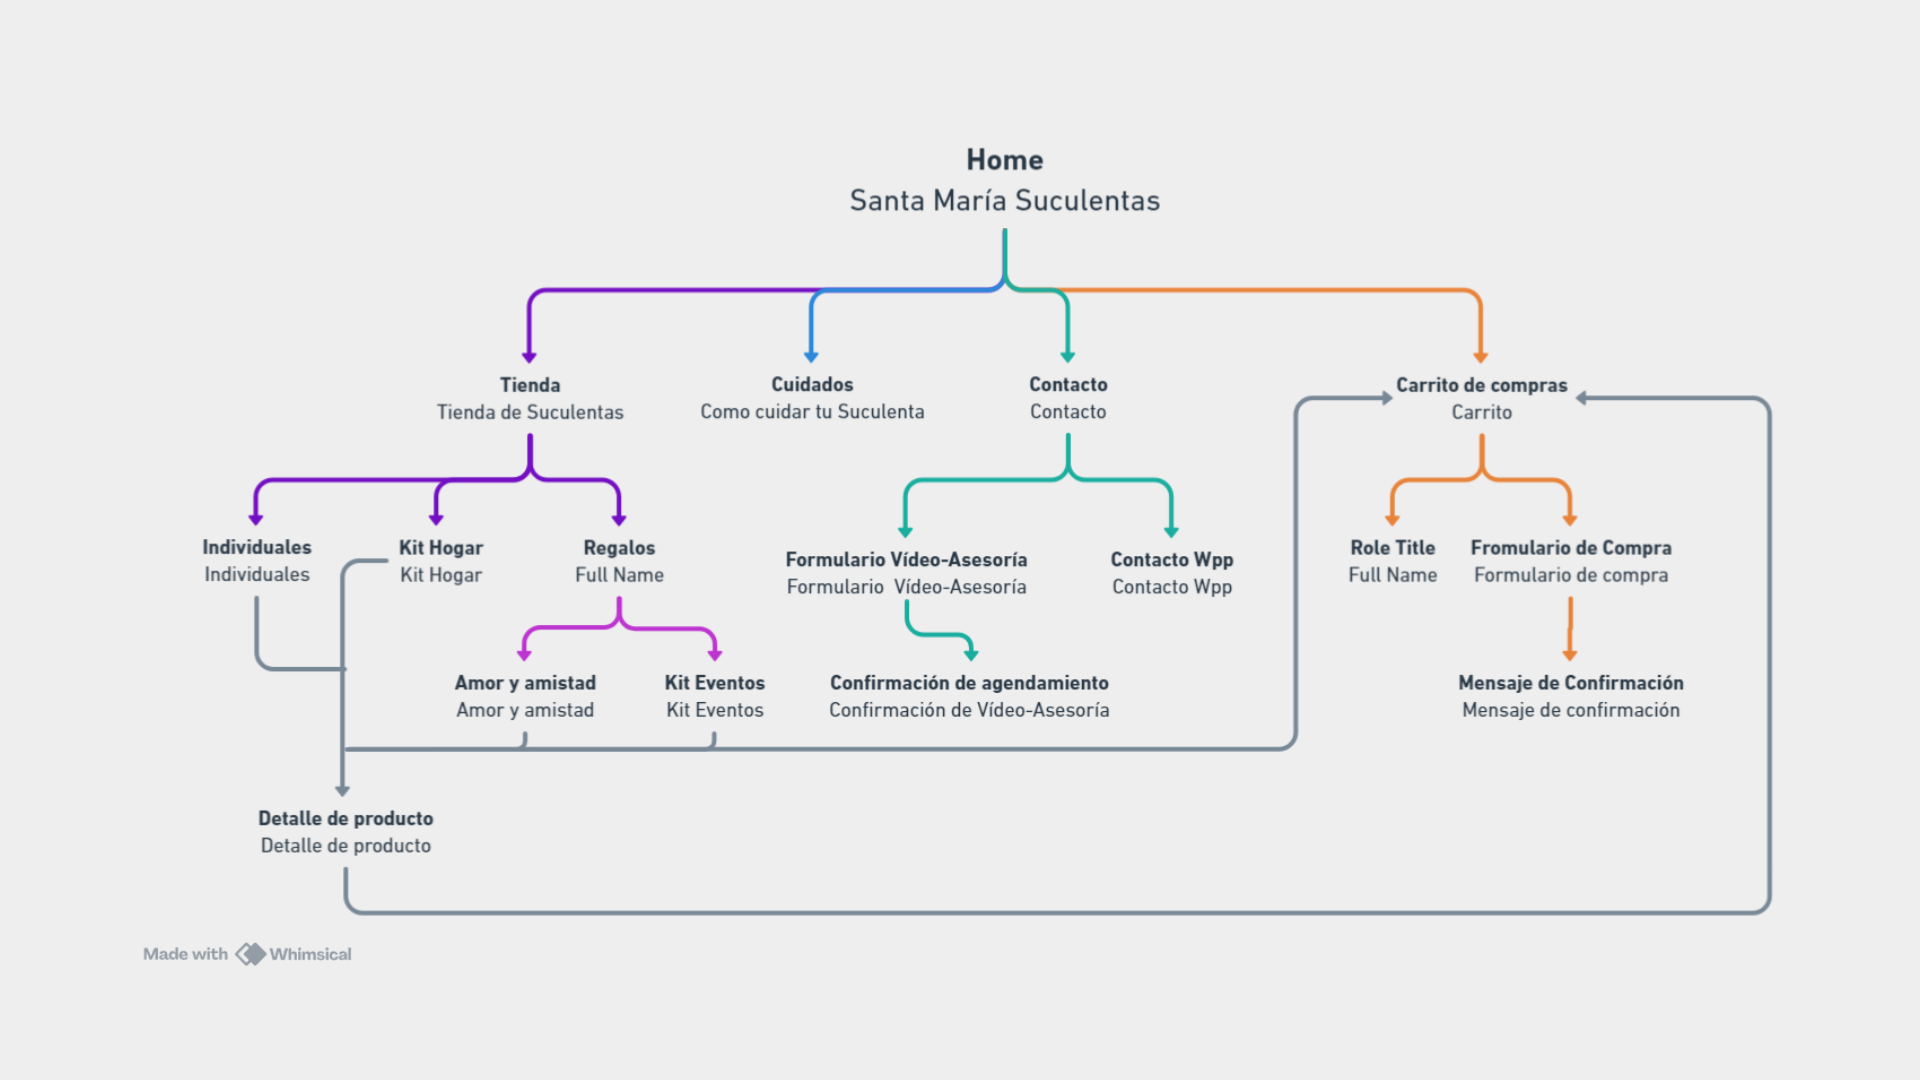 Home
Santa María Suculentas
Tienda
Tienda de Suculentas
Cuidados
Como cuidar tu Suculenta
Contacto
Contacto
Carrito de compras
Carrito
Individuales
Individuales
Kit Hogar
Kit Hogar
Regalos
Full Name
Formulario Vídeo-Asesoría
Formulario Vídeo-Asesoría
Contacto Wpp
Contacto Wpp
Role Title
Full Name
Fromulario de Compra
Formulario de compra
Amor y amistad
Amor y amistad
Kit Eventos
Kit Eventos
Confirmación de agendamiento
Confirmación de Vídeo-Asesoría
Mensaje de Confirmación
Mensaje de confirmación
Detalle de producto
Detalle de producto
Made with Whimsical